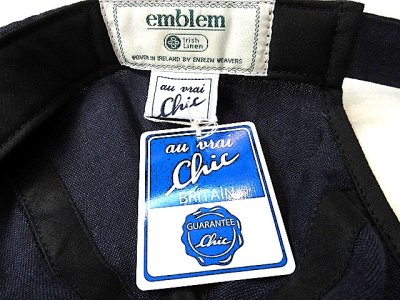 emblem
Irish
Linen
WOVEN IN IRELAND BY EMBLEM WEAVERS
au vrai
Chic
au vrai
Chic
BRITAIN
GUARANTEE
Chic